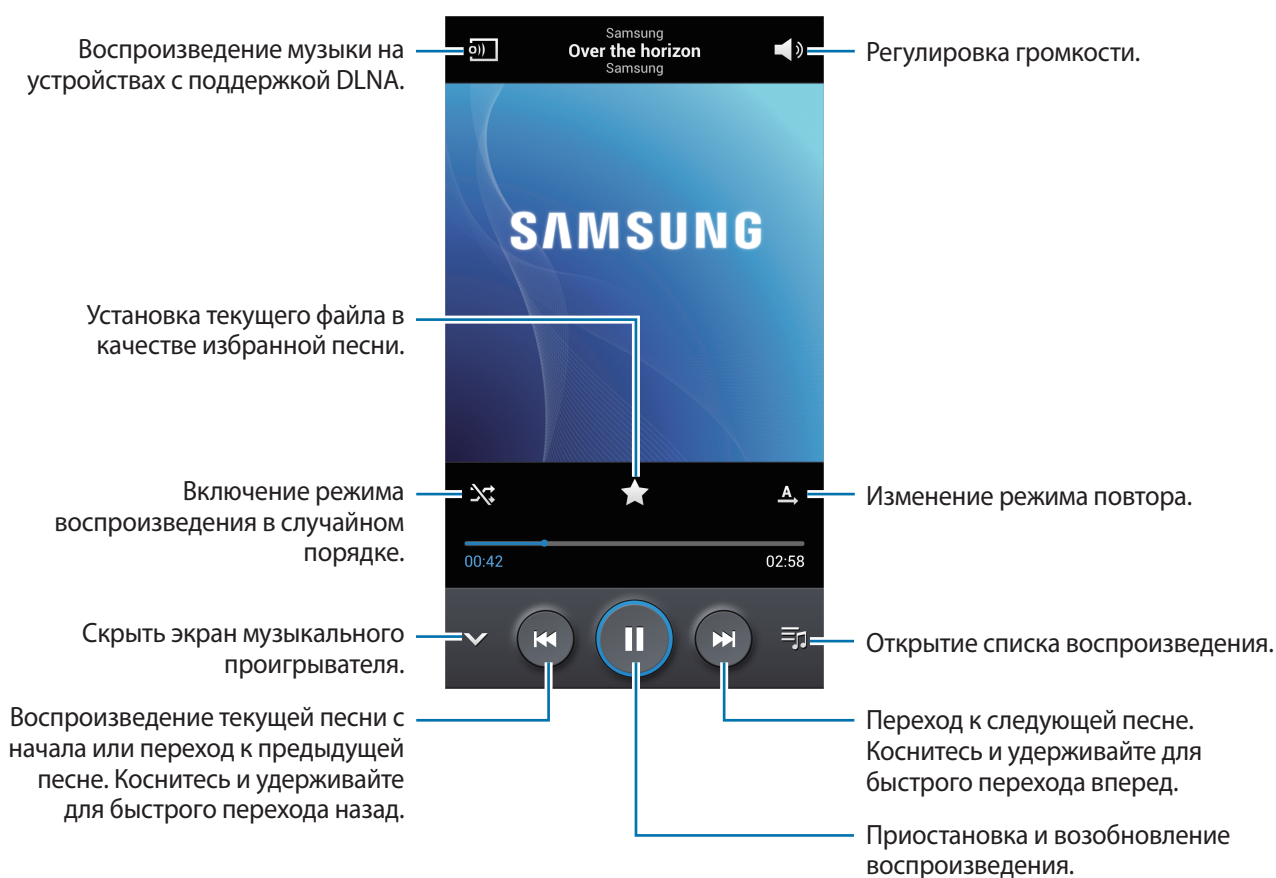 Воспроизведение музыки на
устройствах с поддержкой DLNA.
Samsung
Over the horizon
Samsung
Регулировка громкости.
SAMSUNG
Установка текущего файла в
качестве избранной песни.
Включение режима
воспроизведения в случайном
порядке.
A
Изменение режима повтора.
00:42
02:58
Скрыть экран музыкального
проигрывателя.
Открытие списка воспроизведения.
Воспроизведение текущей песни с
начала или переход к предыдущей
песне. Коснитесь и удерживайте
для быстрого перехода назад.
Переход к следующей песне.
Коснитесь и удерживайте для
быстрого перехода вперед.
Приостановка и возобновление
воспроизведения.